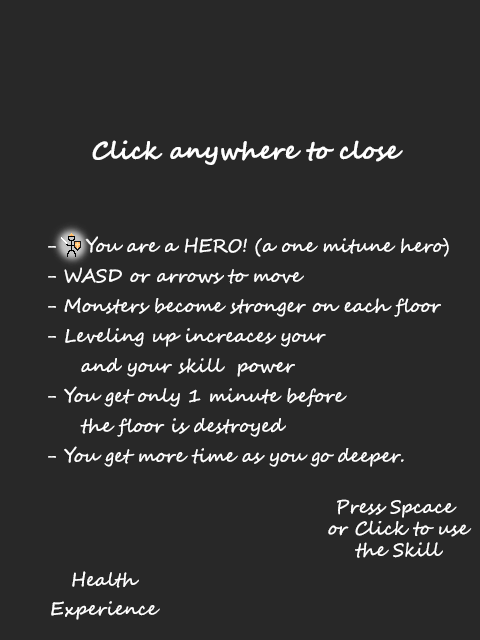 Click anywhere to close
- You are a HERO! (a one mitune hero)
- WASD or arrows to move
- Monsters become stronger on each floor
- Leveling up increaces your
and your skill power
- You get only 1 minute before
the floor is destroyed
- You get more time as you go deeper.
Press Spcace
or Click to use
the Skill
Health
Experience